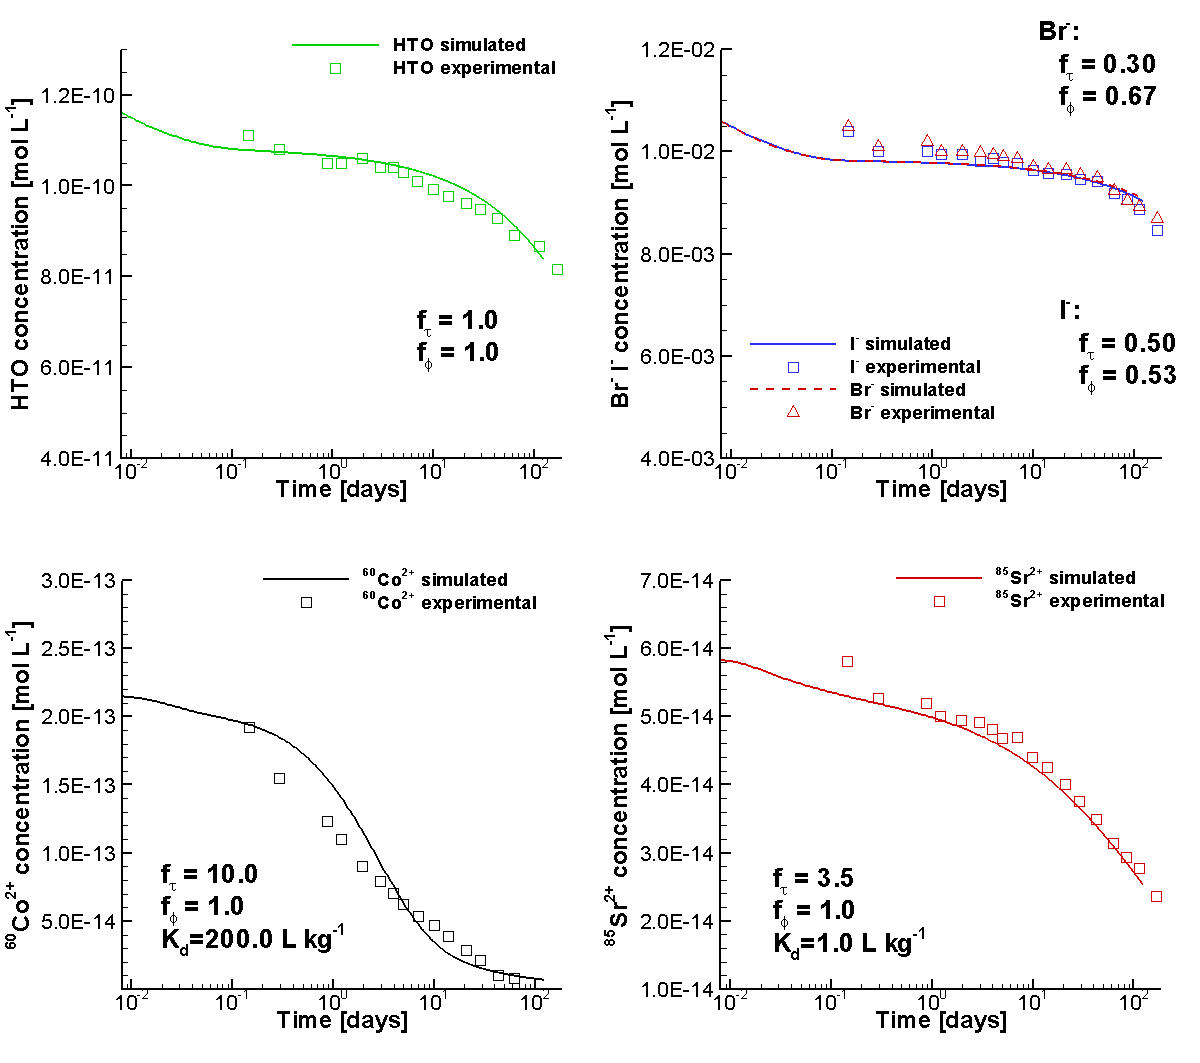 HTO simulated
HTO experimental
HTO concentration [mol L⁻¹]
1.2E-10
1.0E-10
8.0E-11
6.0E-11
4.0E-11
fτ = 1.0
fϕ = 1.0
10⁻² 10⁻¹ 10⁰ 10¹ 10²
Time [days]
Br⁻:
fτ = 0.30
fϕ = 0.67
Br⁻ I⁻ concentration [mol L⁻¹]
1.2E-02
1.0E-02
8.0E-03
6.0E-03
4.0E-03
I⁻:
fτ = 0.50
fϕ = 0.53
I⁻ simulated
I⁻ experimental
Br⁻ simulated
Br⁻ experimental
10⁻² 10⁻¹ 10⁰ 10¹ 10²
Time [days]
⁶⁰Co²⁺ simulated
⁶⁰Co²⁺ experimental
⁶⁰Co²⁺ concentration [mol L⁻¹]
3.0E-13
2.5E-13
2.0E-13
1.5E-13
1.0E-13
5.0E-14
fτ = 10.0
fϕ = 1.0
Kd=200.0 L kg⁻¹
10⁻² 10⁻¹ 10⁰ 10¹ 10²
Time [days]
⁸⁵Sr²⁺ simulated
⁸⁵Sr²⁺ experimental
⁸⁵Sr²⁺ concentration [mol L⁻¹]
7.0E-14
6.0E-14
5.0E-14
4.0E-14
3.0E-14
2.0E-14
1.0E-14
fτ = 3.5
fϕ = 1.0
Kd=1.0 L kg⁻¹
10⁻² 10⁻¹ 10⁰ 10¹ 10²
Time [days]